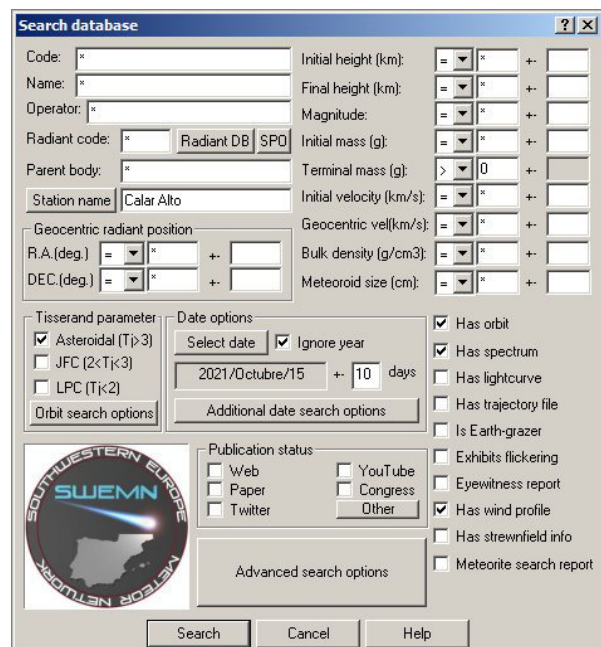 Search database
Code: *
Name: *
Operator: *
Radiant code: * Radiant DB SPO
Parent body: *
Station name Calar Alto
Geocentric radiant position
R.A.(deg.) = * +-
DEC.(deg.) = * +-
Initial height (km): = * +-
Final height (km): = * +-
Magnitude: = * +-
Initial mass (g): = * +-
Terminal mass (g): > 0 +-
Initial velocity (km/s): = * +-
Geocentric vel(km/s): = * +-
Bulk density (g/cm3): = * +-
Meteoroid size (cm): = * +-
Tisserand parameter
Asteroidal (Tj>3)
JFC (2<Tj<3)
LPC (Tj<2)
Orbit search options
Date options
Select date Ignore year
2021/Octubre/15 +- 10 days
Additional date search options
Has orbit
Has spectrum
Has lightcurve
Has trajectory file
Is Earth-grazer
Exhibits flickering
Eyewitness report
Has wind profile
Has strewnfield info
Meteorite search report
SOUTHWESTERN EUROPE
SWEMN
METEOR NETWORK
Publication status
Web YouTube
Paper Congress
Twitter Other
Advanced search options
Search Cancel Help